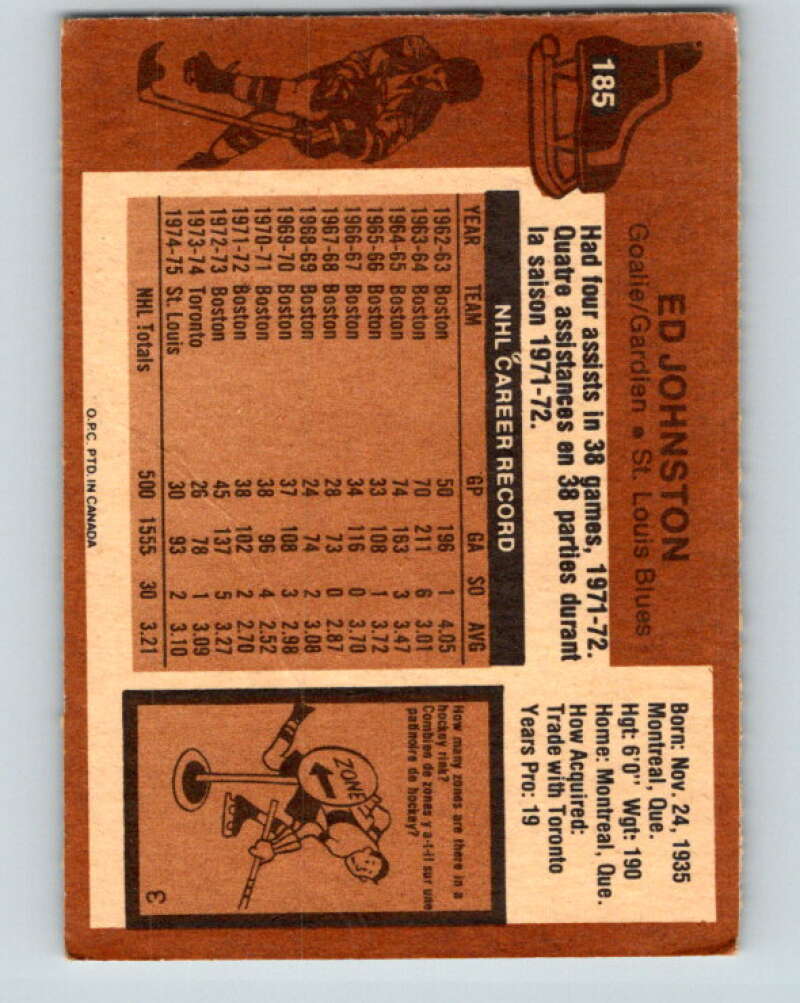 185
ED JOHNSTON
Goalie/Gardien • St. Louis Blues
Born: Nov. 24, 1935
Montreal, Que.
Hgt: 6'0" Wgt: 190
Home: Montreal, Que.
How Acquired:
Trade with Toronto
Years Pro: 19
Had four assists in 38 games, 1971-72.
Quatre assistances en 38 parties durant
la saison 1971-72.
NHL CAREER RECORD
YEAR TEAM GP GA SO AVG
1962-63 Boston 50 196 1 4.05
1963-64 Boston 70 211 6 3.01
1964-65 Boston 74 163 3 3.47
1965-66 Boston 33 108 1 3.72
1966-67 Boston 34 116 0 3.70
1967-68 Boston 28 73 0 2.87
1968-69 Boston 24 74 2 3.08
1969-70 Boston 37 108 3 2.98
1970-71 Boston 38 96 4 2.52
1971-72 Boston 38 102 2 2.70
1972-73 Boston 45 137 5 3.27
1973-74 Toronto 26 78 1 3.09
1974-75 St. Louis 30 93 2 3.10
NHL Totals 500 1555 30 3.21
How many zones are there in a
hockey rink?
Combien de zones y a-t-il sur une
patinoire de hockey?
ZONE
3
O.P.C. PTD. IN CANADA